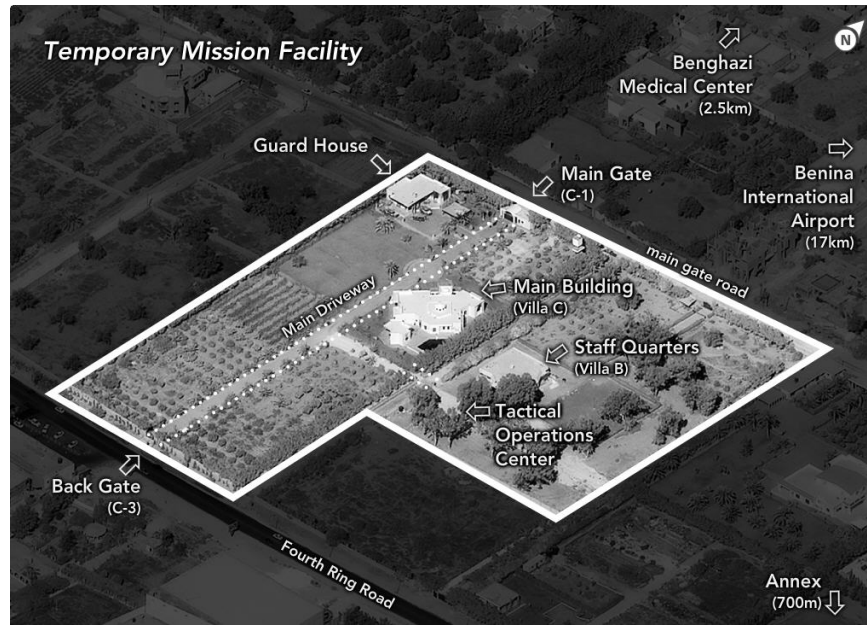 Temporary Mission Facility
N
Benghazi
Medical Center
(2.5km)
Guard House
Main Gate
(C-1)
Benina
International
Airport
(17km)
main gate road
Main Driveway
Main Building
(Villa C)
Staff Quarters
(Villa B)
Tactical
Operations
Center
Back Gate
(C-3)
Fourth Ring Road
Annex
(700m)